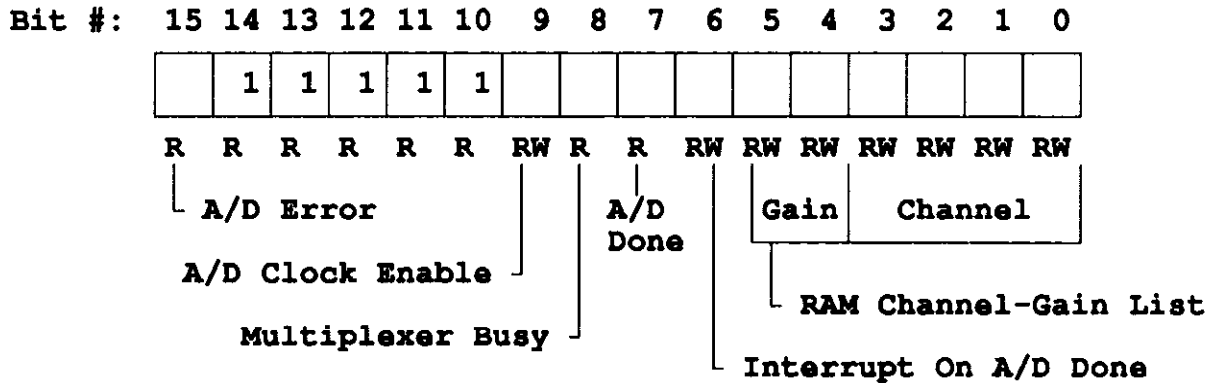 Bit #: 15 14 13 12 11 10 9 8 7 6 5 4 3 2 1 0
1 1 1 1 1
R R R R R R RW R R RW RW RW RW RW RW RW
A/D Error A/D Gain Channel
Done
A/D Clock Enable
RAM Channel-Gain List
Multiplexer Busy
Interrupt On A/D Done